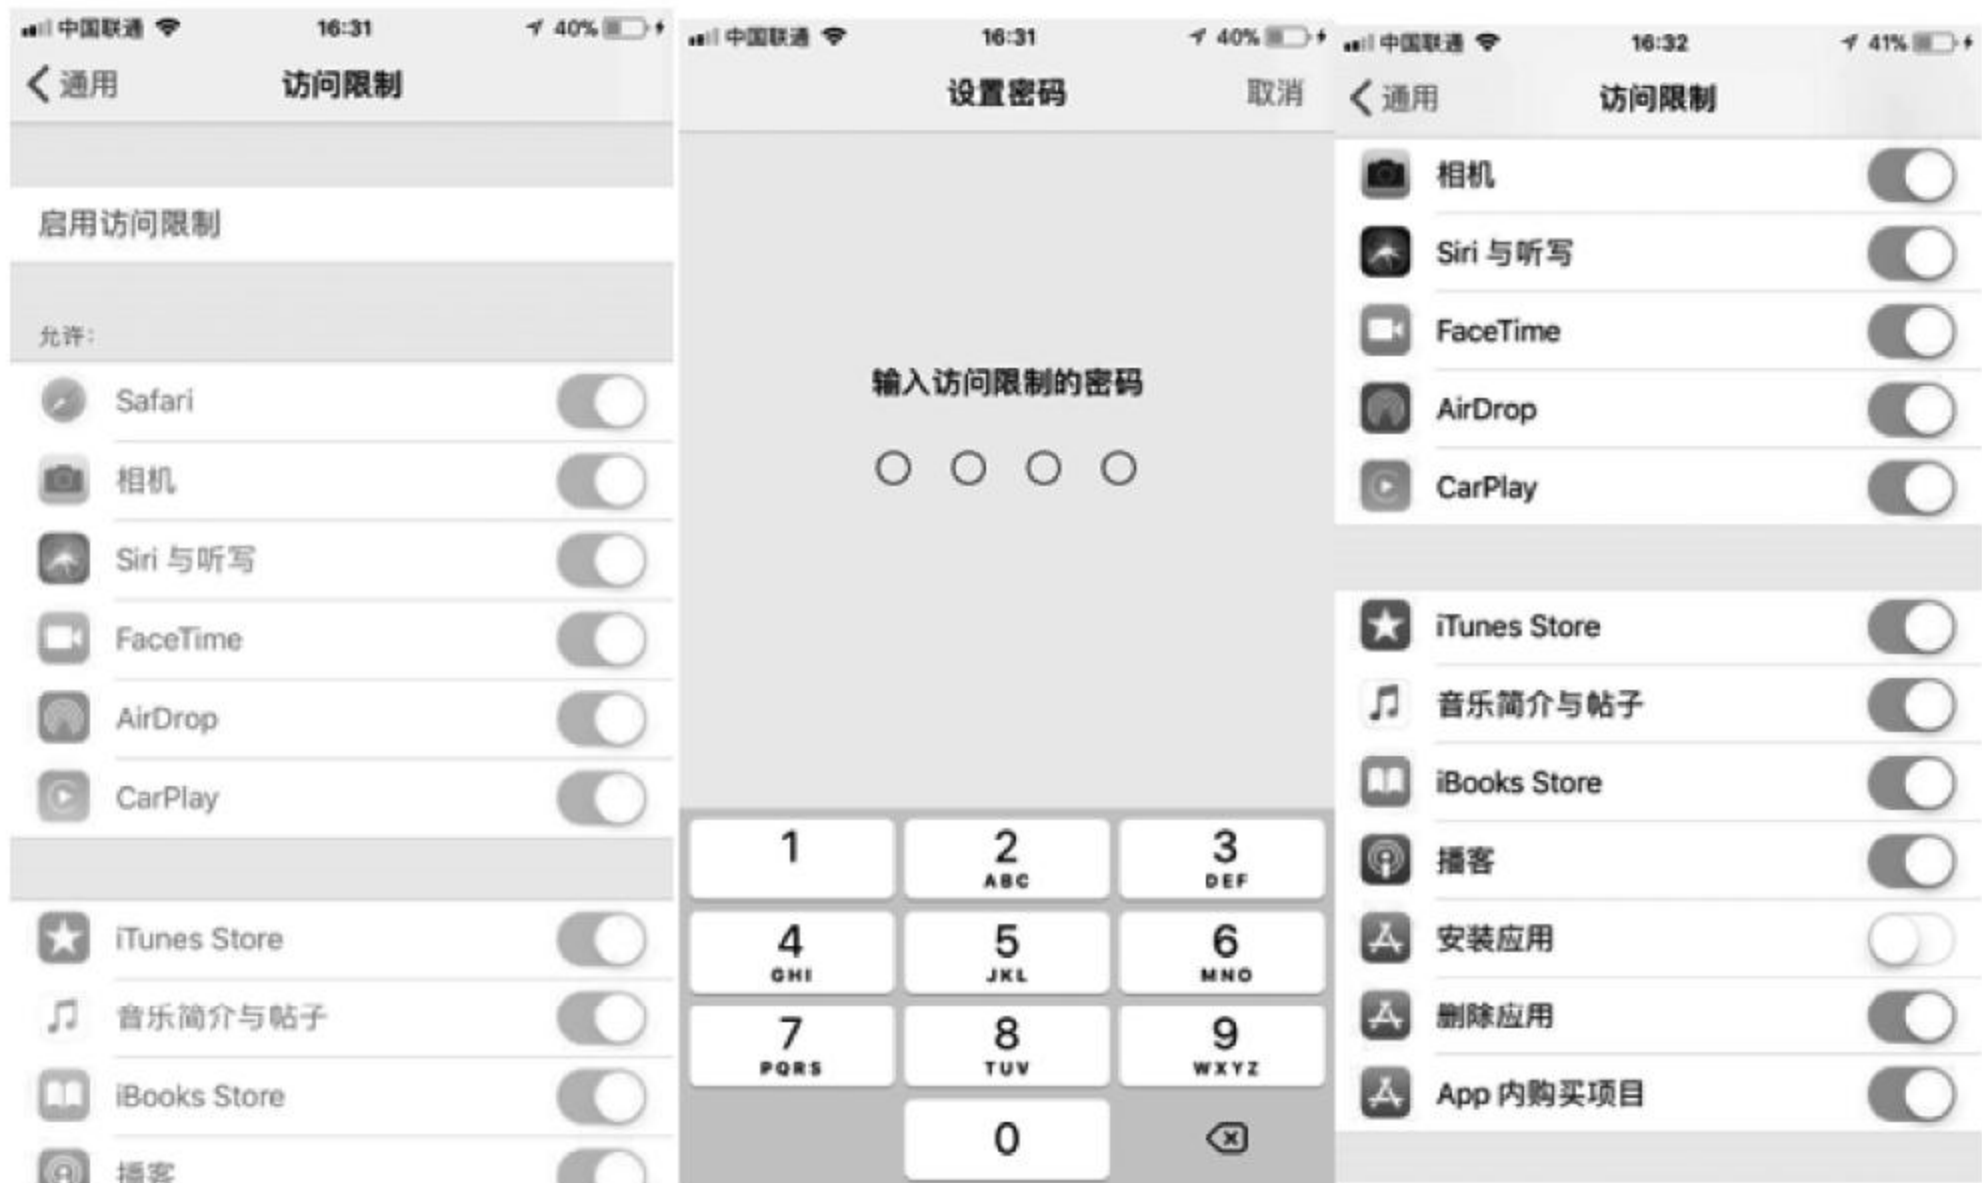 中国联通
16:31
40%
通用
访问限制
启用访问限制
允许：
Safari
相机
Siri 与听写
FaceTime
AirDrop
CarPlay
iTunes Store
音乐简介与帖子
iBooks Store
播客
中国联通
16:31
40%
设置密码
取消
输入访问限制的密码
1
2
3
ABC
DEF
4
5
6
GHI
JKL
MNO
7
8
9
PQRS
TUV
WXYZ
0
中国联通
16:32
41%
通用
访问限制
相机
Siri 与听写
FaceTime
AirDrop
CarPlay
iTunes Store
音乐简介与帖子
iBooks Store
播客
安装应用
删除应用
App 内购买项目